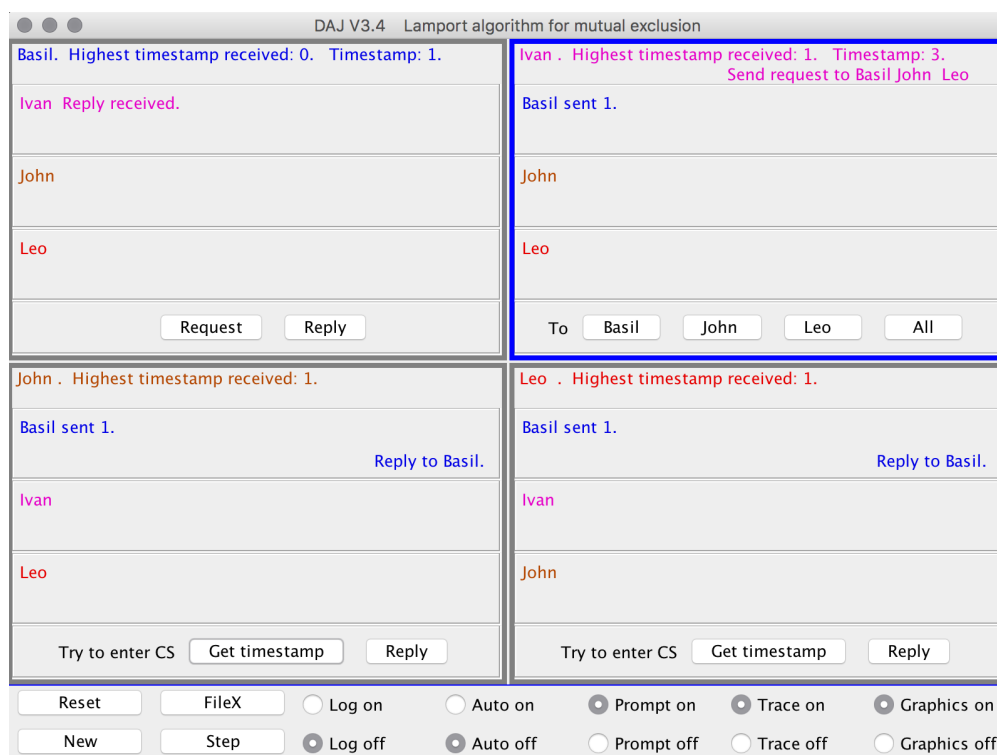 DAJ V3.4    Lamport algorithm for mutual exclusion
Basil.  Highest timestamp received: 0.   Timestamp: 1.
Ivan  Reply received.
John
Leo
Request
Reply
Ivan .  Highest timestamp received: 1.   Timestamp: 3.
Send request to Basil John  Leo
Basil sent 1.
John
Leo
To
Basil
John
Leo
All
John .  Highest timestamp received: 1.
Basil sent 1.
Reply to Basil.
Ivan
Leo
Try to enter CS
Get timestamp
Reply
Leo  .  Highest timestamp received: 1.
Basil sent 1.
Reply to Basil.
Ivan
John
Try to enter CS
Get timestamp
Reply
Reset
FileX
Log on
Auto on
Prompt on
Trace on
Graphics on
New
Step
Log off
Auto off
Prompt off
Trace off
Graphics off